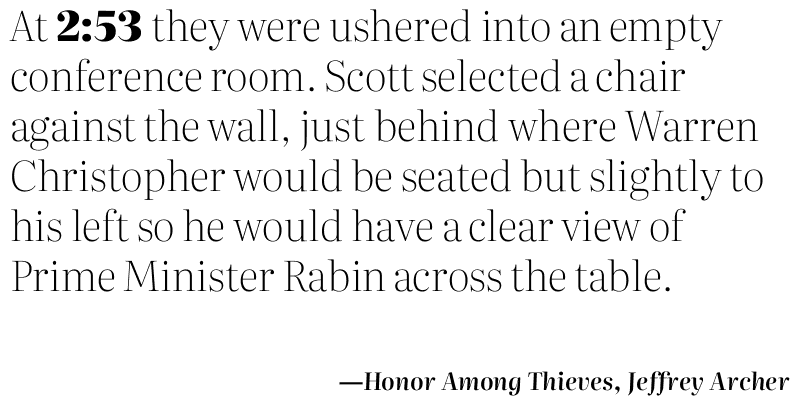 At 2:53 they were ushered into an empty
conference room. Scott selected a chair
against the wall, just behind where Warren
Christopher would be seated but slightly to
his left so he would have a clear view of
Prime Minister Rabin across the table.
—Honor Among Thieves, Jeffrey Archer